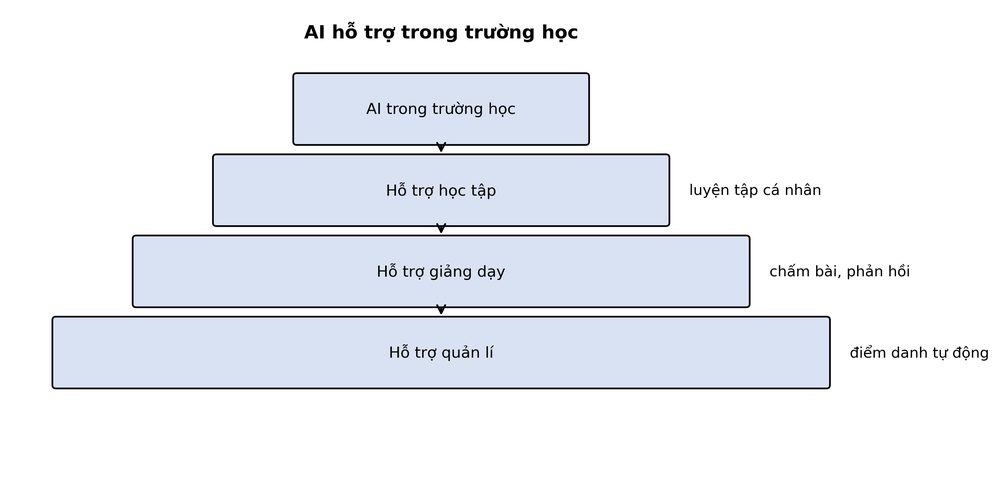 AI hỗ trợ trong trường học
AI trong trường học
Hỗ trợ học tập
luyện tập cá nhân
Hỗ trợ giảng dạy
chấm bài, phản hồi
Hỗ trợ quản lí
điểm danh tự động